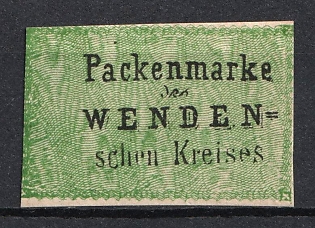 Packenmarke
des
WENDEN=
schen Kreises